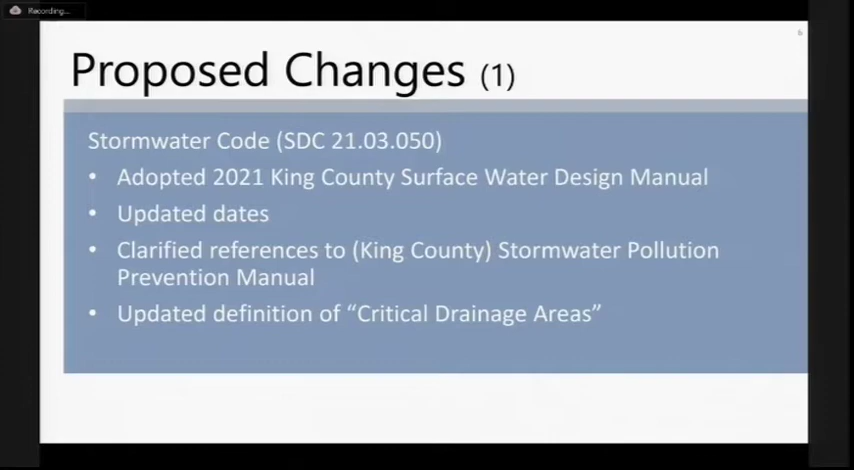 Recording...
Proposed Changes (1)
Stormwater Code (SDC 21.03.050)
• Adopted 2021 King County Surface Water Design Manual
• Updated dates
• Clarified references to (King County) Stormwater Pollution
Prevention Manual
• Updated definition of “Critical Drainage Areas”